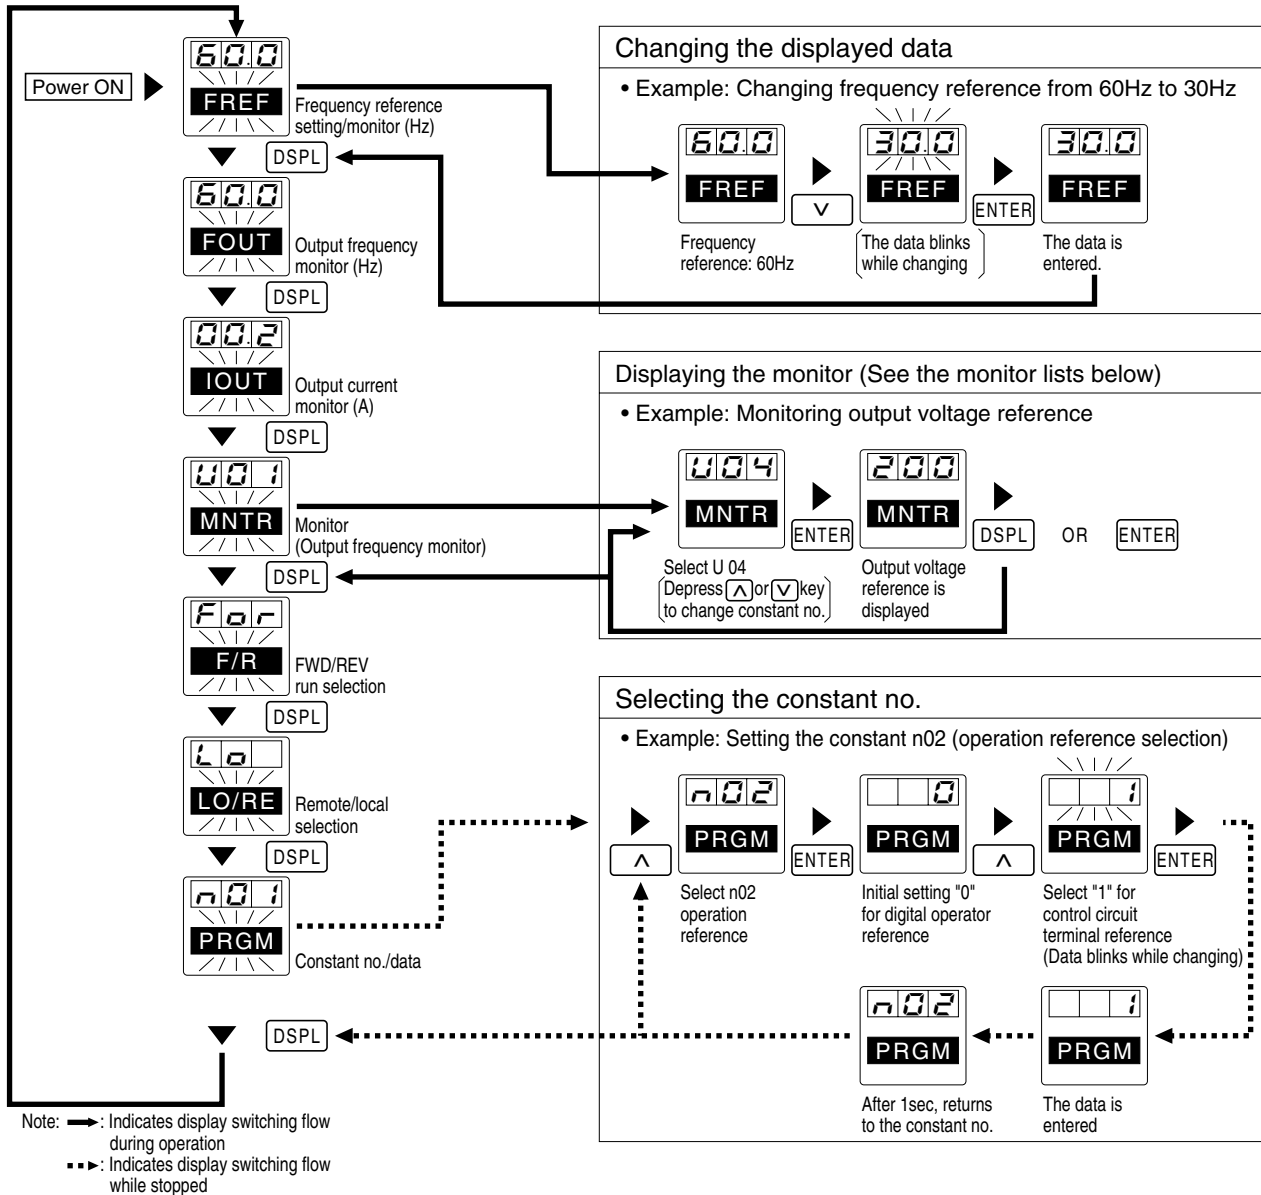 Power ON
60.0
FREF
Frequency reference
setting/monitor (Hz)
DSPL
60.0
FOUT
Output frequency
monitor (Hz)
DSPL
00.2
IOUT
Output current
monitor (A)
DSPL
U01
MNTR
Monitor
(Output frequency monitor)
DSPL
For
F/R
FWD/REV
run selection
DSPL
Lo
LO/RE
Remote/local
selection
DSPL
n01
PRGM
Constant no./data
DSPL
Note: : Indicates display switching flow
during operation
: Indicates display switching flow
while stopped
Changing the displayed data
• Example: Changing frequency reference from 60Hz to 30Hz
60.0
FREF
∨
30.0
FREF
ENTER
30.0
FREF
Frequency
reference: 60Hz
(The data blinks
while changing)
The data is
entered.
Displaying the monitor (See the monitor lists below)
• Example: Monitoring output voltage reference
U04
MNTR
ENTER
200
MNTR
DSPL OR ENTER
Select U 04
(Depress ∧ or ∨ key
to change constant no.)
Output voltage
reference is
displayed
Selecting the constant no.
• Example: Setting the constant n02 (operation reference selection)
∧
n02
PRGM
ENTER
0
PRGM
∧
1
PRGM
ENTER
Select n02
operation
reference
Initial setting "0"
for digital operator
reference
Select "1" for
control circuit
terminal reference
(Data blinks while changing)
n02
PRGM
1
PRGM
After 1sec, returns
to the constant no.
The data is
entered